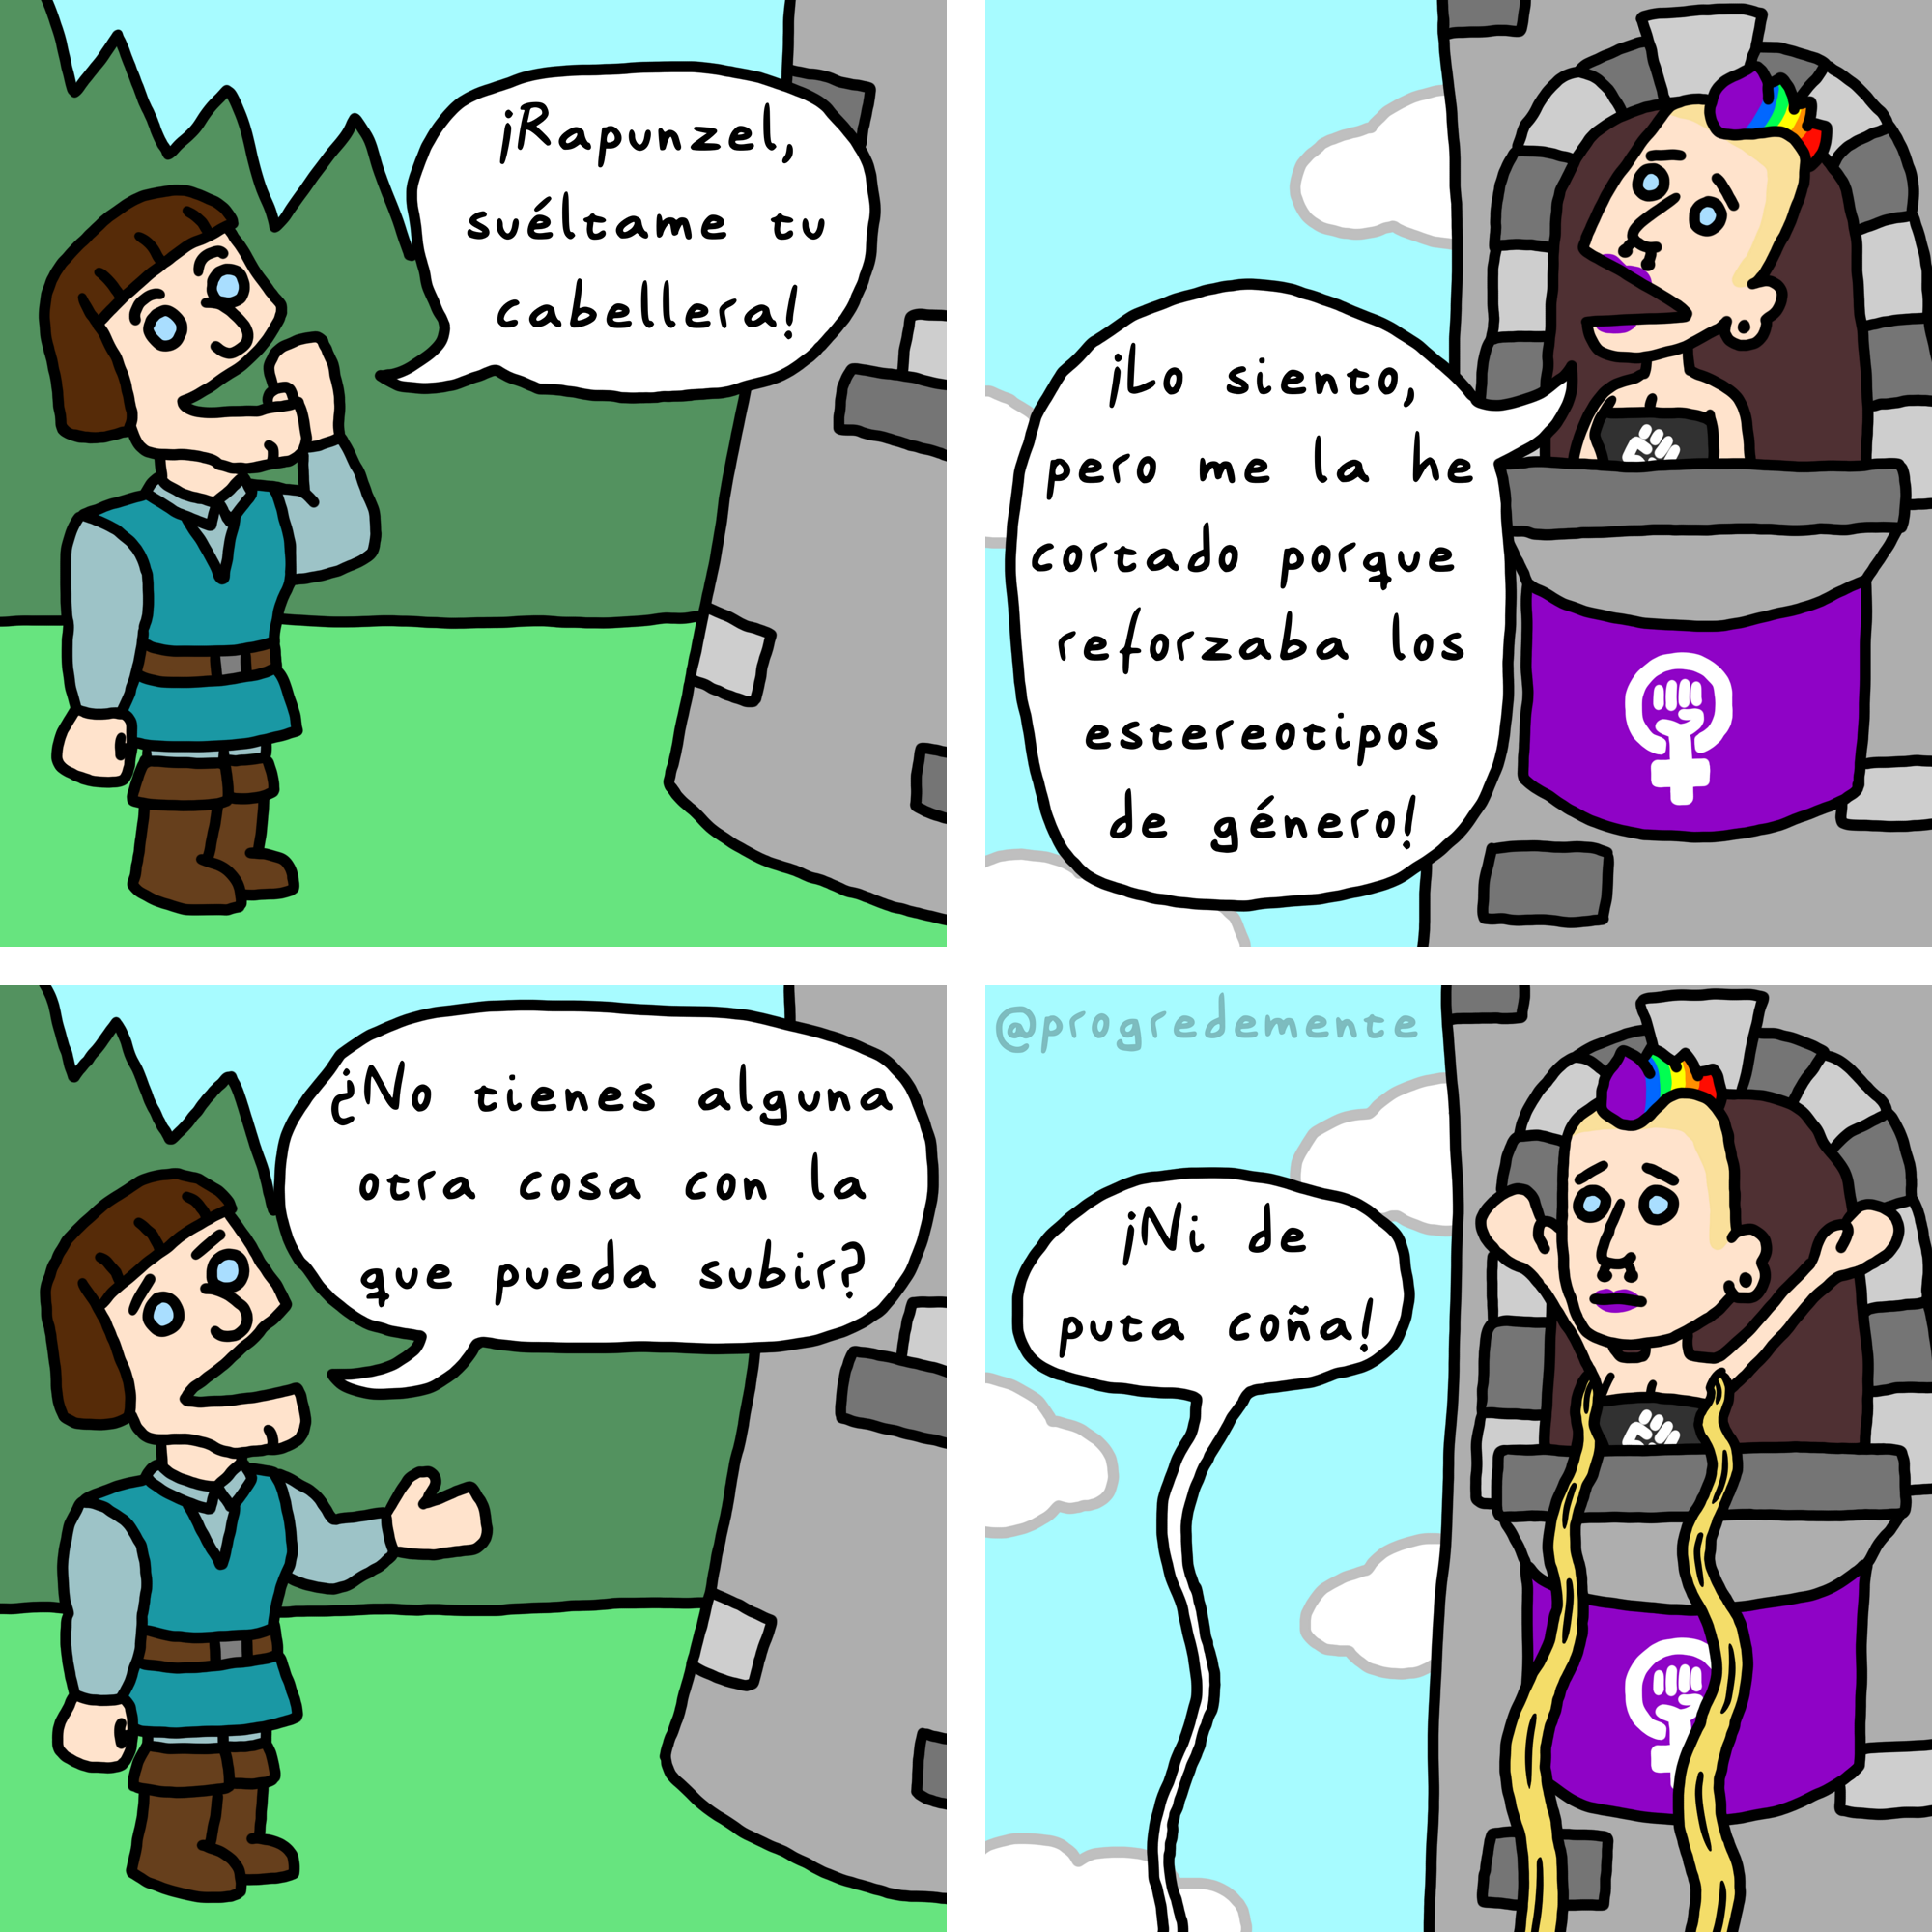 ¡Rapunzel,
suéltame tu
cabellera!
¡Lo siento,
pero me la he
cortado porque
reforzaba los
estereotipos
de género!
¿No tienes alguna
otra cosa con la
que pueda subir?
@progredemente
¡Ni de
puta coña!